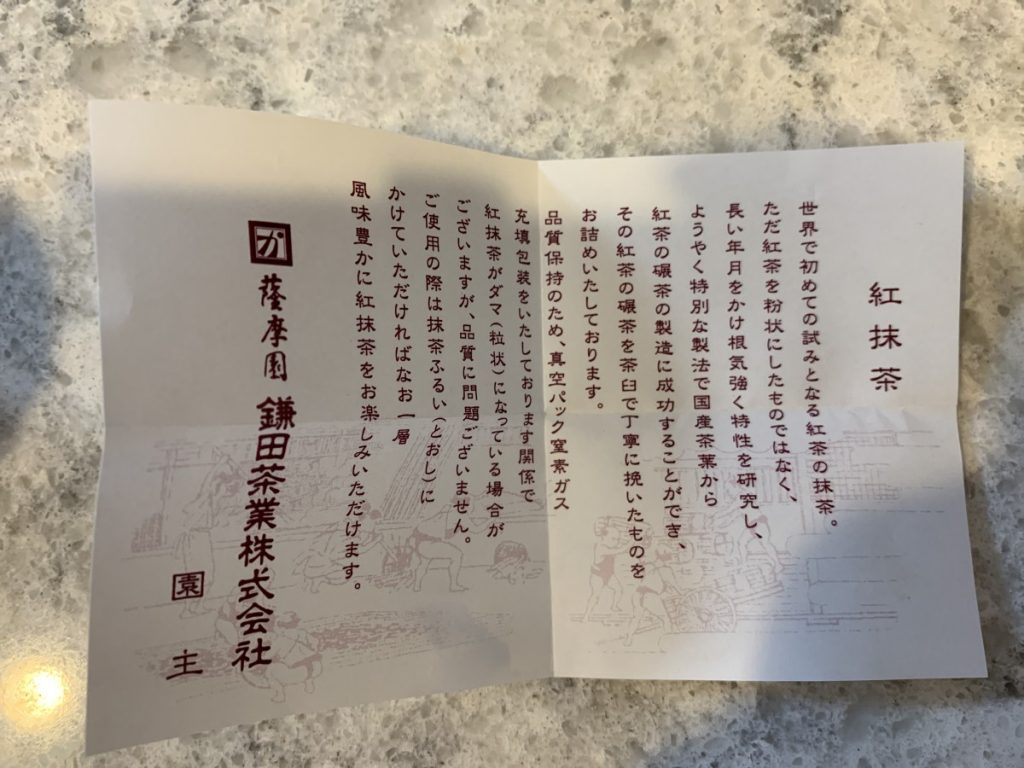 紅抹茶
世界で初めての試みとなる紅茶の抹茶。
ただ紅茶を粉状にしたものではなく、
長い年月をかけ根気強く特性を研究し、
ようやく特別な製法で国産茶葉から
紅茶の碾茶の製造に成功することができ、
その紅茶の碾茶を茶臼で丁寧に挽いたものを
お詰めいたしております。
品質保持のため、真空パック窒素ガス
充填包装をいたしております関係で
紅抹茶がダマ(粒状)になっている場合が
ございますが、品質に問題ございません。
ご使用の際は抹茶ふるい(とおし)に
かけていただければなお一層
風味豊かに紅抹茶をお楽しみいただけます。
か 薩摩園 鎌田茶業株式会社
園主